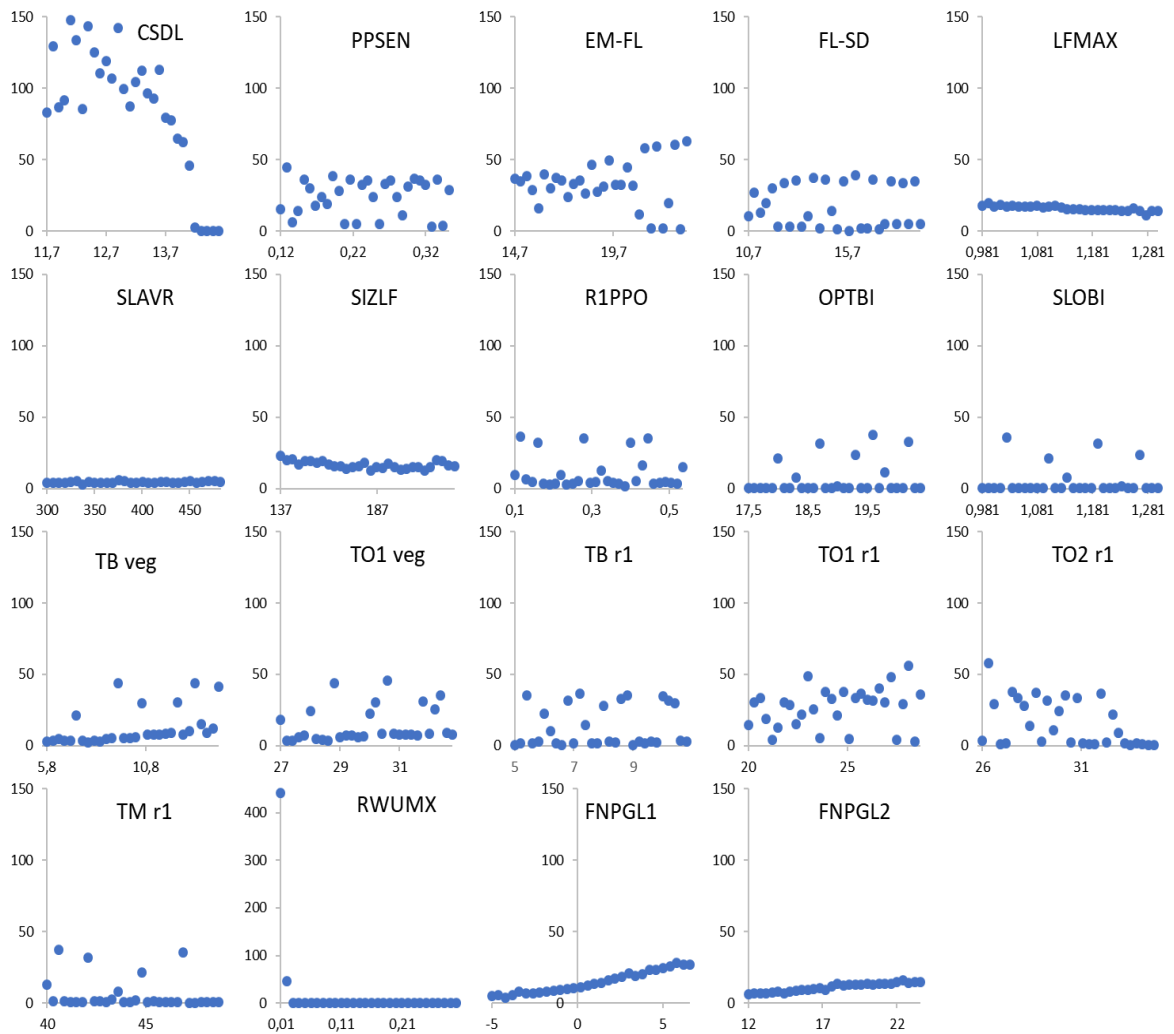 CSDL
150
100
50
0
11,7 12,7 13,7
PPSEN
150
100
50
0
0,12 0,22 0,32
EM-FL
150
100
50
0
14,7 19,7
FL-SD
150
100
50
0
10,7 15,7
LFMAX
150
100
50
0
0,981 1,081 1,181 1,281
SLAVR
150
100
50
0
300 350 400 450
SIZLF
150
100
50
0
137 187
R1PPO
150
100
50
0
0,1 0,3 0,5
OPTBI
150
100
50
0
17,5 18,5 19,5
SLOBI
150
100
50
0
0,981 1,081 1,181 1,281
TB veg
150
100
50
0
5,8 10,8
TO1 veg
150
100
50
0
27 29 31
TB r1
150
100
50
0
5 7 9
TO1 r1
150
100
50
0
20 25
TO2 r1
150
100
50
0
26 31
TM r1
150
100
50
0
40 45
RWUMX
400
300
200
100
0
0,01 0,11 0,21
FNPGL1
150
100
50
0
-5 0 5
FNPGL2
150
100
50
0
12 17 22